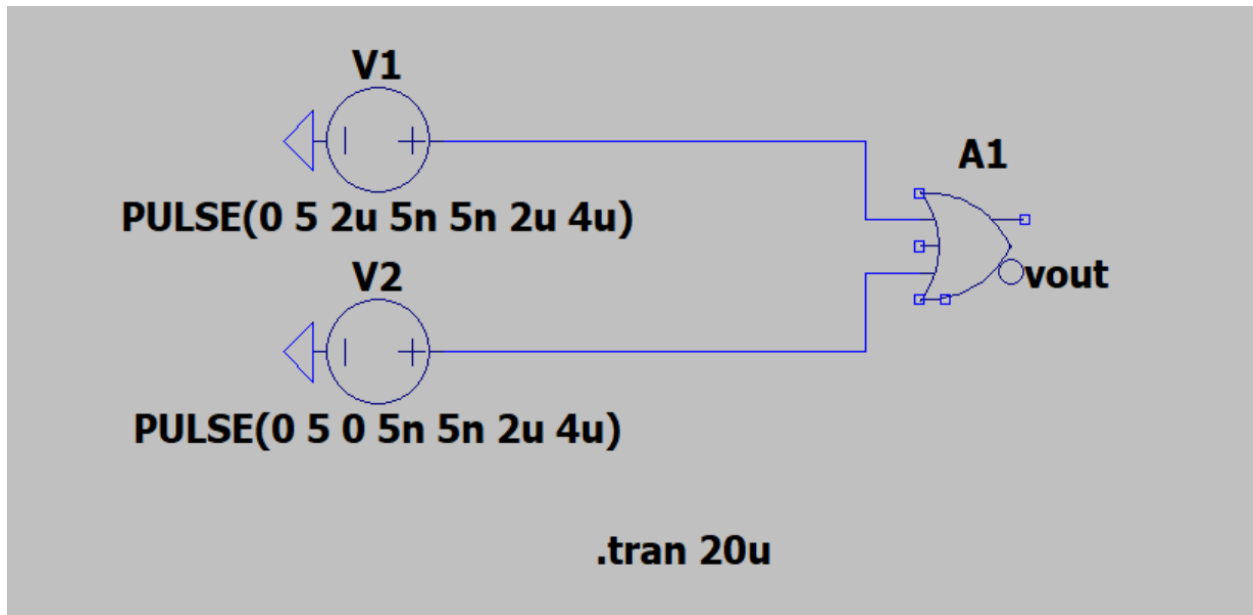 V1
PULSE(0 5 2u 5n 5n 2u 4u)
A1
V2
vout
PULSE(0 5 0 5n 5n 2u 4u)
.tran 20u